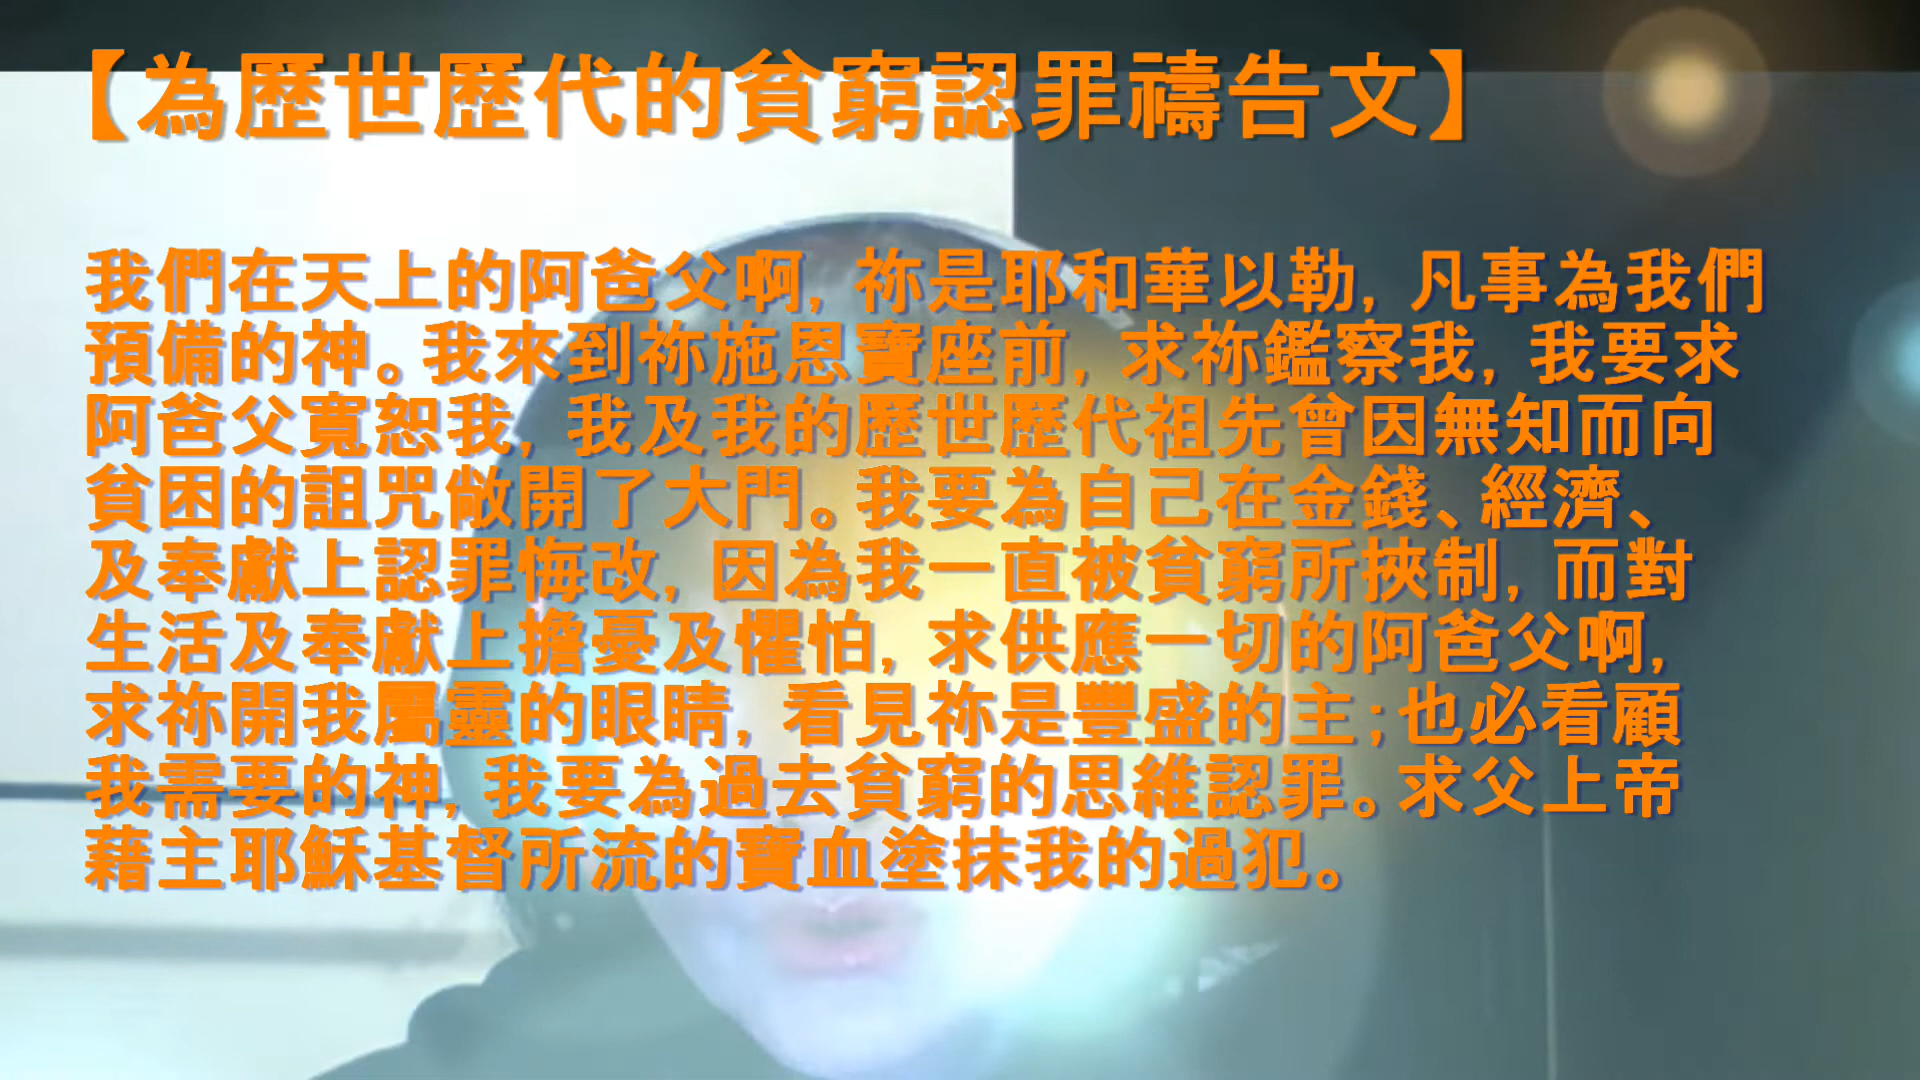 【為歷世歷代的貧窮認罪禱告文】
我們在天上的阿爸父啊，祢是耶和華以勒，凡事為我們
預備的神。我來到祢施恩寶座前，求祢鑑察我，我要求
阿爸父寬恕我，我及我的歷世歷代祖先曾因無知而向
貧困的詛咒敞開了大門。我要為自己在金錢、經濟、
及奉獻上認罪悔改，因為我一直被貧窮所挾制，而對
生活及奉獻上擔憂及懼怕，求供應一切的阿爸父啊，
求祢開我屬靈的眼睛，看見祢是豐盛的主；也必看顧
我需要的神，我要為過去貧窮的思維認罪。求父上帝
藉主耶穌基督所流的寶血塗抹我的過犯。